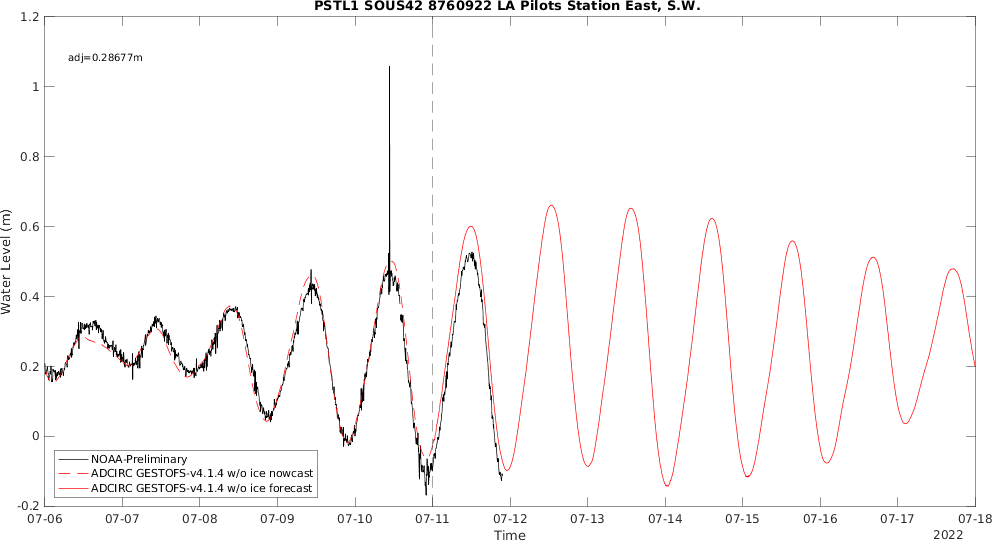 PSTL1 SOUS42 8760922 LA Pilots Station East, S.W.
adj=0.28677m
Water Level (m)
1.2
1
0.8
0.6
0.4
0.2
0
-0.2
NOAA-Preliminary
ADCIRC GESTOFS-v4.1.4 w/o ice nowcast
ADCIRC GESTOFS-v4.1.4 w/o ice forecast
07-06 07-07 07-08 07-09 07-10 07-11 07-12 07-13 07-14 07-15 07-16 07-17 07-18
Time
2022